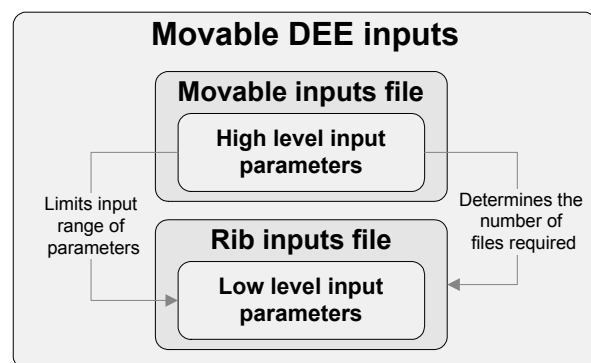 Movable DEE inputs
Movable inputs file
High level input
parameters
Limits input
range of
parameters
Determines the
number of
files required
Rib inputs file
Low level input
parameters